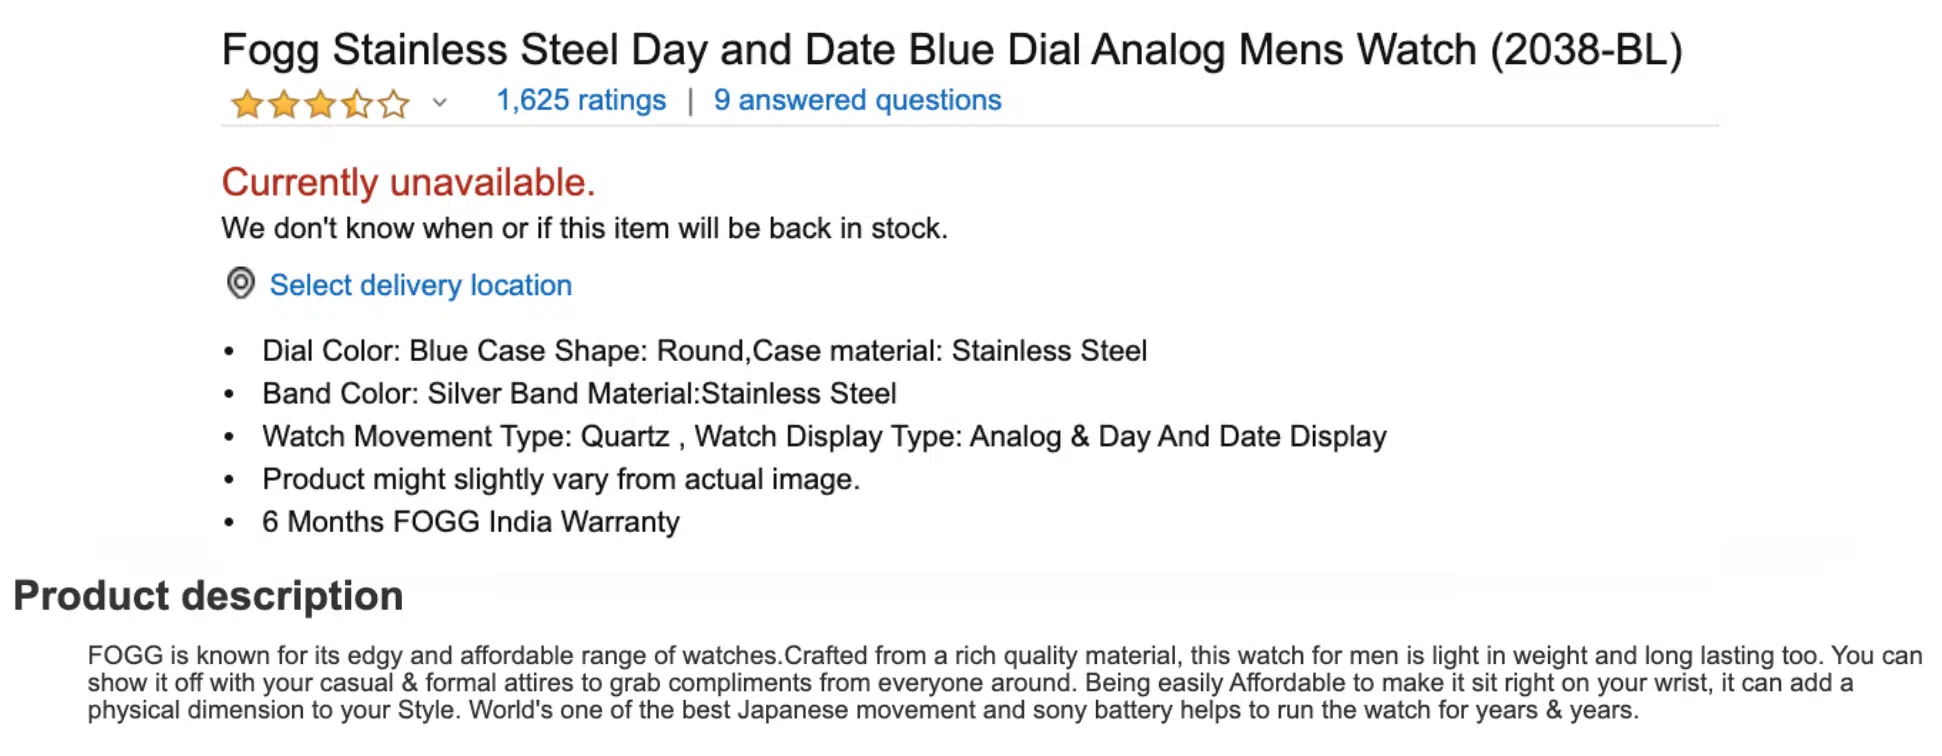 Fogg Stainless Steel Day and Date Blue Dial Analog Mens Watch (2038-BL)
1,625 ratings | 9 answered questions
Currently unavailable.
We don't know when or if this item will be back in stock.
Select delivery location
• Dial Color: Blue Case Shape: Round,Case material: Stainless Steel
• Band Color: Silver Band Material:Stainless Steel
• Watch Movement Type: Quartz , Watch Display Type: Analog & Day And Date Display
• Product might slightly vary from actual image.
• 6 Months FOGG India Warranty
Product description
FOGG is known for its edgy and affordable range of watches.Crafted from a rich quality material, this watch for men is light in weight and long lasting too. You can
show it off with your casual & formal attires to grab compliments from everyone around. Being easily Affordable to make it sit right on your wrist, it can add a
physical dimension to your Style. World's one of the best Japanese movement and sony battery helps to run the watch for years & years.